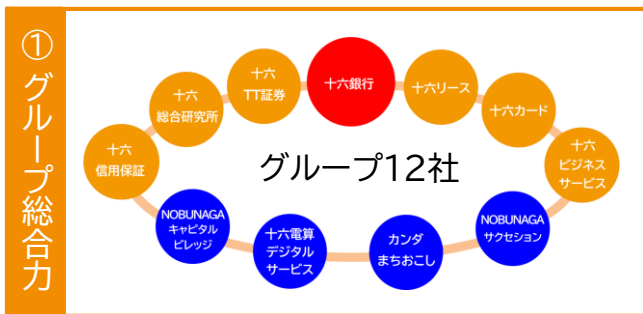 ① グループ総合力
十六銀行
十六
TT証券
十六リース
十六
総合研究所
十六カード
十六
信用保証
グループ12社
十六
ビジネス
サービス
NOBUNAGA
キャピタル
ビレッジ
十六電算
デジタル
サービス
カンダ
まちおこし
NOBUNAGA
サクセション